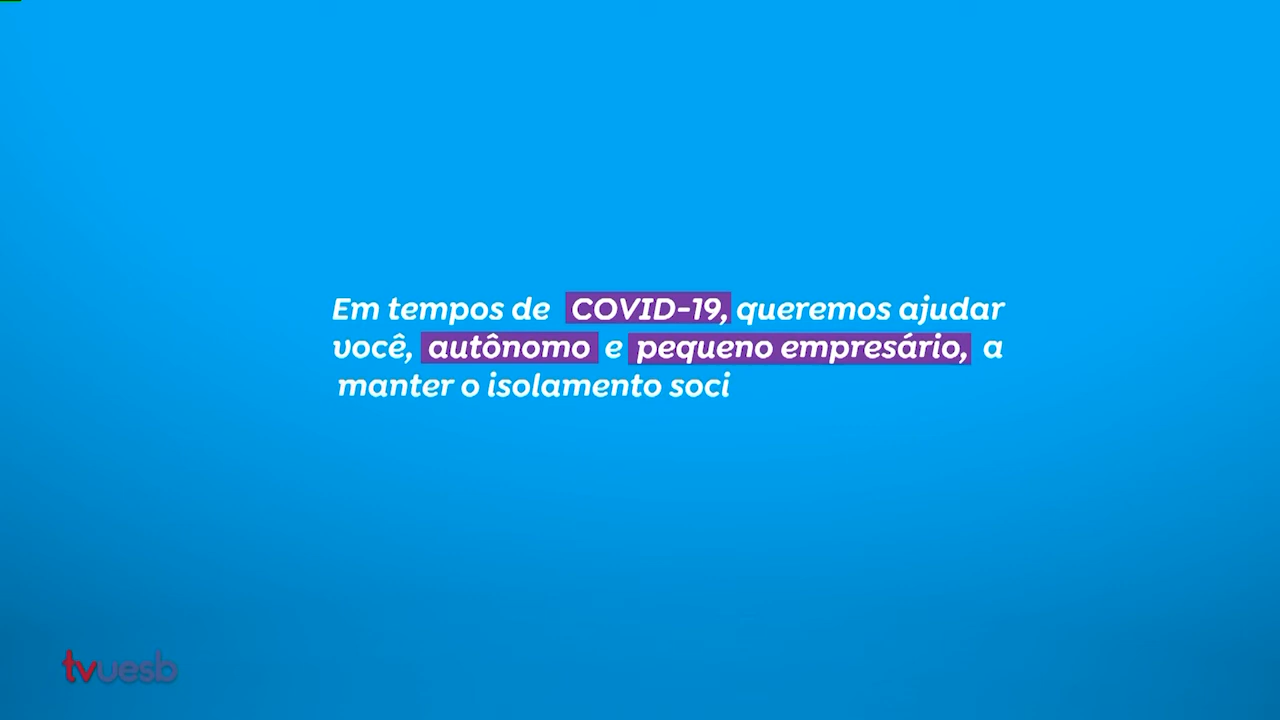 Em tempos de COVID-19, queremos ajudar
você, autônomo e pequeno empresário, a
manter o isolamento soci
tvuesb